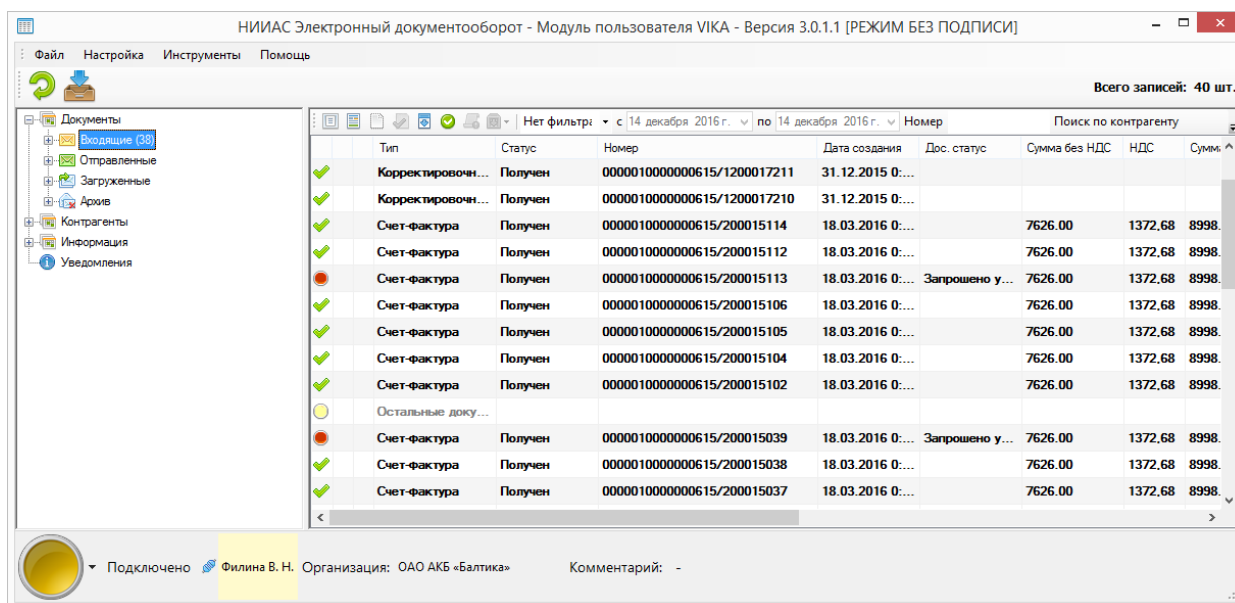 НИИАС Электронный документооборот - Модуль пользователя VIKA - Версия 3.0.1.1 [РЕЖИМ БЕЗ ПОДПИСИ]
Файл Настройка Инструменты Помощь
Всего записей: 40 шт.
Документы
Входящие (38)
Отправленные
Загруженные
Архив
Контрагенты
Информация
Уведомления
Нет фильтра с 14 декабря 2016 г. по 14 декабря 2016 г. Номер Поиск по контрагенту
Тип Статус Номер Дата создания Дос. статус Сумма без НДС НДС Сумм
Корректировочн... Получен 0000010000000615/1200017211 31.12.2015 0:...
Корректировочн... Получен 0000010000000615/1200017210 31.12.2015 0:...
Счет-фактура Получен 0000010000000615/200015114 18.03.2016 0:... 7626.00 1372,68 8998.
Счет-фактура Получен 0000010000000615/200015112 18.03.2016 0:... 7626.00 1372,68 8998.
Счет-фактура Получен 0000010000000615/200015113 18.03.2016 0:... Запрошено у... 7626.00 1372,68 8998.
Счет-фактура Получен 0000010000000615/200015106 18.03.2016 0:... 7626.00 1372,68 8998.
Счет-фактура Получен 0000010000000615/200015105 18.03.2016 0:... 7626.00 1372,68 8998.
Счет-фактура Получен 0000010000000615/200015104 18.03.2016 0:... 7626.00 1372,68 8998.
Счет-фактура Получен 0000010000000615/200015102 18.03.2016 0:... 7626.00 1372,68 8998.
Остальные доку...
Счет-фактура Получен 0000010000000615/200015039 18.03.2016 0:... Запрошено у... 7626.00 1372,68 8998.
Счет-фактура Получен 0000010000000615/200015038 18.03.2016 0:... 7626.00 1372,68 8998.
Счет-фактура Получен 0000010000000615/200015037 18.03.2016 0:... 7626.00 1372,68 8998.
Подключено Филина В. Н. Организация: ОАО АКБ «Балтика» Комментарий: -